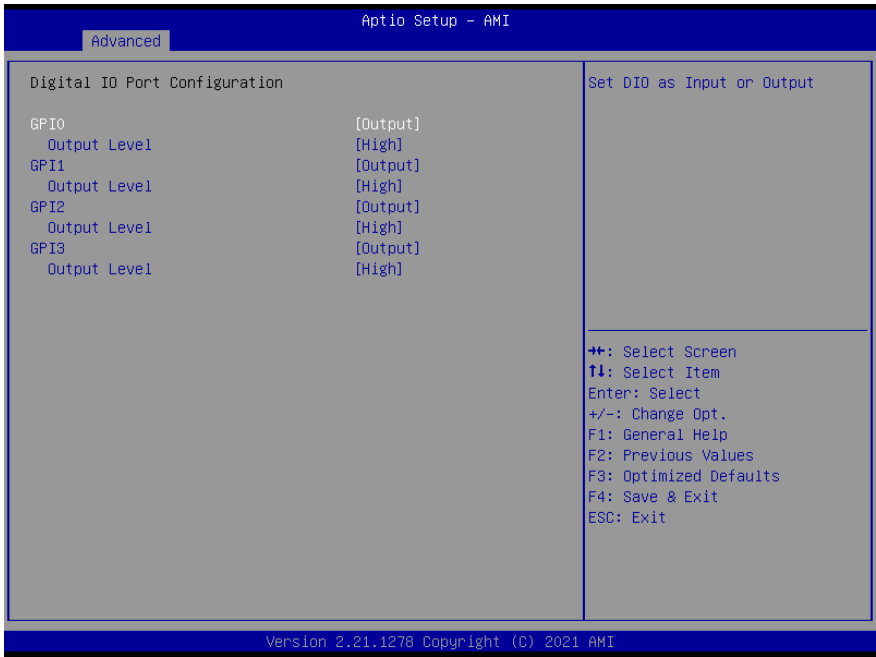 Aptio Setup – AMI
Advanced
Digital IO Port Configuration
GPI0 [Output]
Output Level [High]
GPI1 [Output]
Output Level [High]
GPI2 [Output]
Output Level [High]
GPI3 [Output]
Output Level [High]
Set DIO as Input or Output
→←: Select Screen
↑↓: Select Item
Enter: Select
+/-: Change Opt.
F1: General Help
F2: Previous Values
F3: Optimized Defaults
F4: Save & Exit
ESC: Exit
Version 2.21.1278 Copyright (C) 2021 AMI